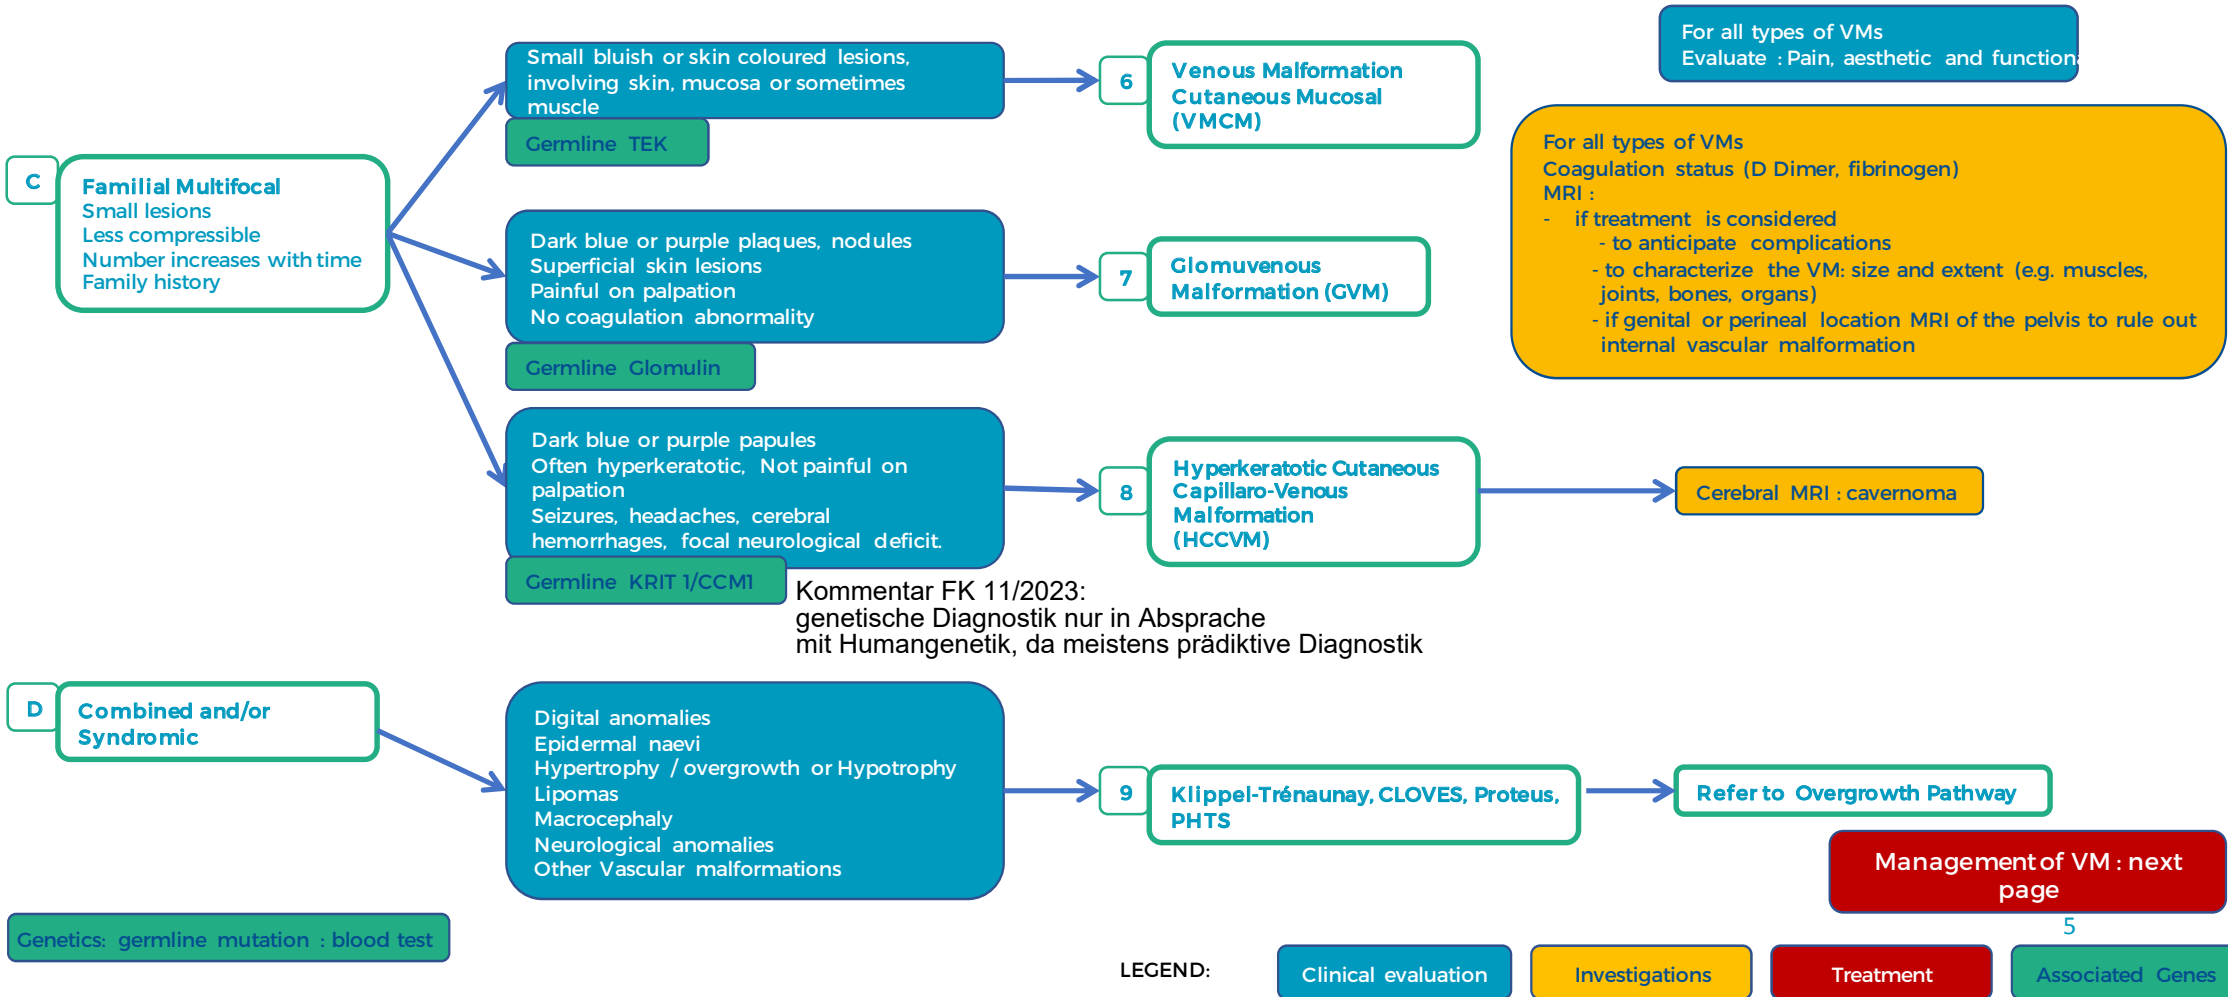 For all types of VMs
Evaluate : Pain, aesthetic and functiona
Small bluish or skin coloured lesions,
involving skin, mucosa or sometimes
muscle
Germline TEK
6
Venous Malformation
Cutaneous Mucosal
(VMCM)
C
Familial Multifocal
Small lesions
Less compressible
Number increases with time
Family history
For all types of VMs
Coagulation status (D Dimer, fibrinogen)
MRI :
- if treatment is considered
- to anticipate complications
- to characterize the VM: size and extent (e.g. muscles,
joints, bones, organs)
- if genital or perineal location MRI of the pelvis to rule out
internal vascular malformation
Dark blue or purple plaques, nodules
Superficial skin lesions
Painful on palpation
No coagulation abnormality
Germline Glomulin
7
Glomuvenous
Malformation (GVM)
Dark blue or purple papules
Often hyperkeratotic, Not painful on
palpation
Seizures, headaches, cerebral
hemorrhages, focal neurological deficit.
Germline KRIT 1/CCM1
8
Hyperkeratotic Cutaneous
Capillaro-Venous
Malformation
(HCCVM)
Cerebral MRI : cavernoma
Kommentar FK 11/2023:
genetische Diagnostik nur in Absprache
mit Humangenetik, da meistens prädiktive Diagnostik
D
Combined and/or
Syndromic
Digital anomalies
Epidermal naevi
Hypertrophy / overgrowth or Hypotrophy
Lipomas
Macrocephaly
Neurological anomalies
Other Vascular malformations
9
Klippel-Trénaunay, CLOVES, Proteus,
PHTS
Refer to Overgrowth Pathway
Management of VM : next
page
5
Genetics: germline mutation : blood test
LEGEND:
Clinical evaluation
Investigations
Treatment
Associated Genes